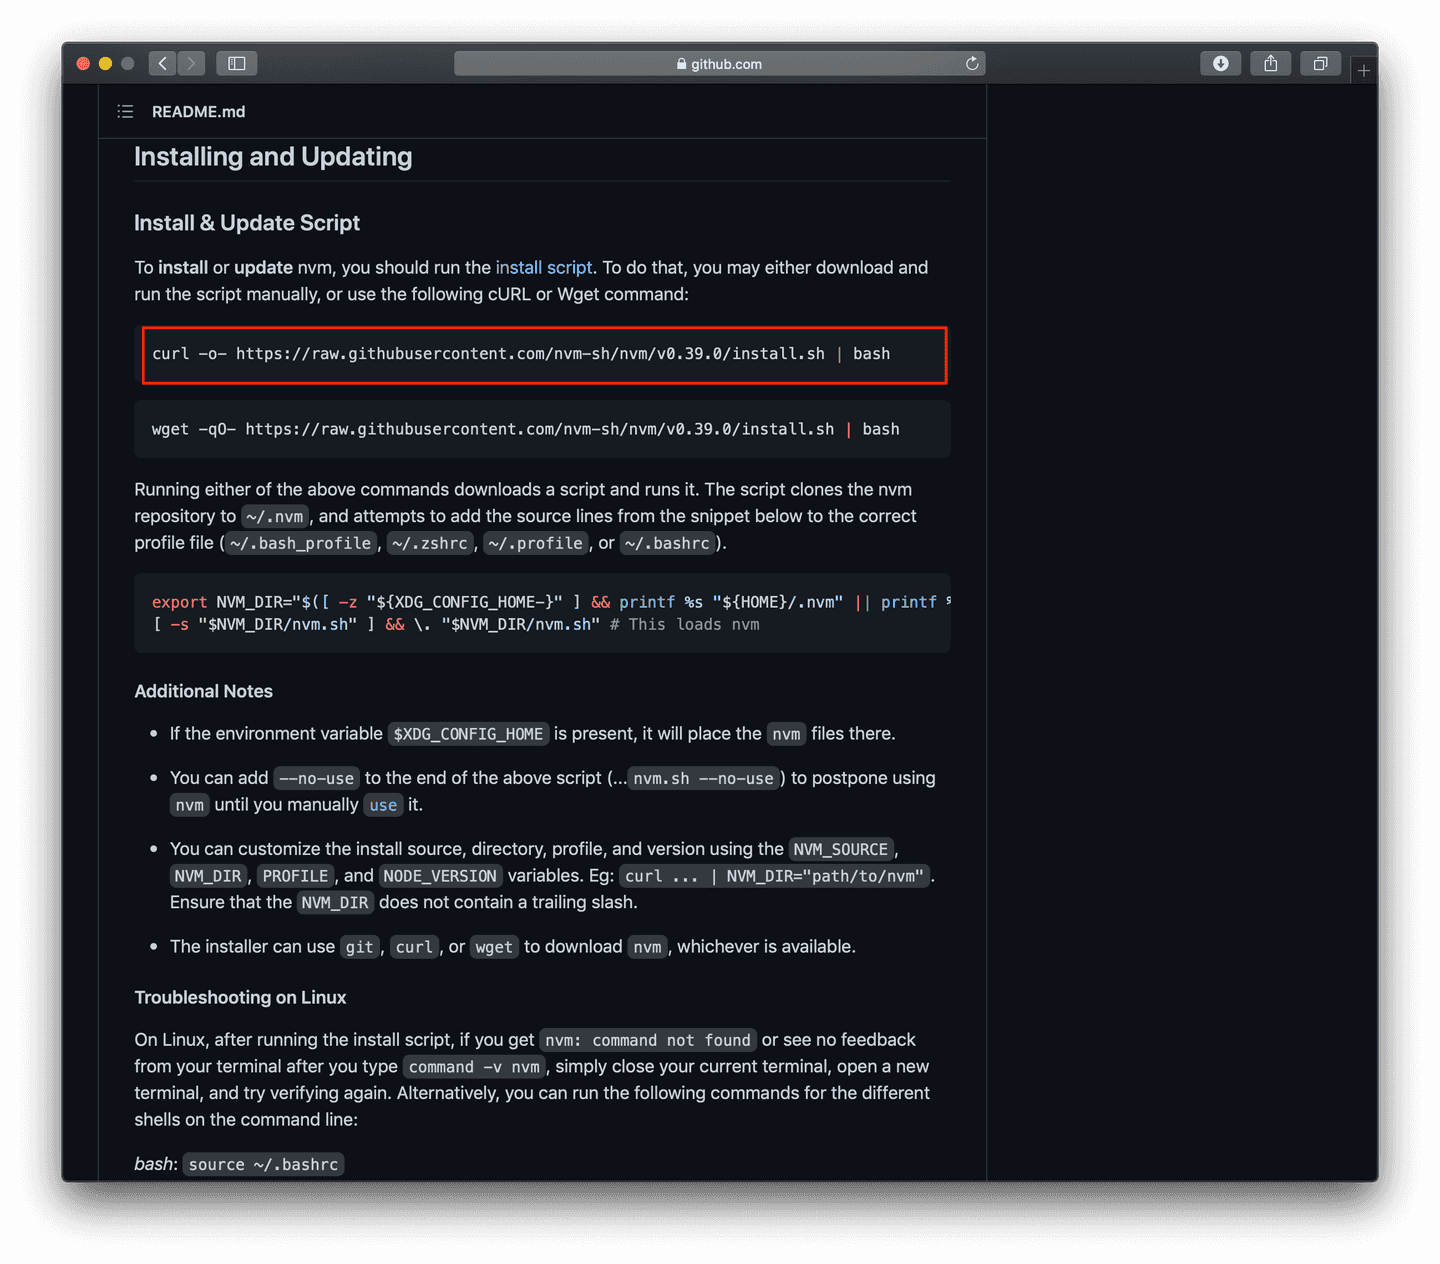 github.com
README.md
Installing and Updating
Install & Update Script
To install or update nvm, you should run the install script. To do that, you may either download and
run the script manually, or use the following cURL or Wget command:
curl -o- https://raw.githubusercontent.com/nvm-sh/nvm/v0.39.0/install.sh | bash
wget -qO- https://raw.githubusercontent.com/nvm-sh/nvm/v0.39.0/install.sh | bash
Running either of the above commands downloads a script and runs it. The script clones the nvm
repository to ~/.nvm, and attempts to add the source lines from the snippet below to the correct
profile file (~/.bash_profile, ~/.zshrc, ~/.profile, or ~/.bashrc).
export NVM_DIR="$([ -z "${XDG_CONFIG_HOME-}" ] && printf %s "${HOME}/.nvm" || printf %
[ -s "$NVM_DIR/nvm.sh" ] && \. "$NVM_DIR/nvm.sh" # This loads nvm
Additional Notes
• If the environment variable $XDG_CONFIG_HOME is present, it will place the nvm files there.
• You can add --no-use to the end of the above script (...nvm.sh --no-use) to postpone using
nvm until you manually use it.
• You can customize the install source, directory, profile, and version using the NVM_SOURCE,
NVM_DIR, PROFILE, and NODE_VERSION variables. Eg: curl ... | NVM_DIR="path/to/nvm".
Ensure that the NVM_DIR does not contain a trailing slash.
• The installer can use git, curl, or wget to download nvm, whichever is available.
Troubleshooting on Linux
On Linux, after running the install script, if you get nvm: command not found or see no feedback
from your terminal after you type command -v nvm, simply close your current terminal, open a new
terminal, and try verifying again. Alternatively, you can run the following commands for the different
shells on the command line:
bash: source ~/.bashrc